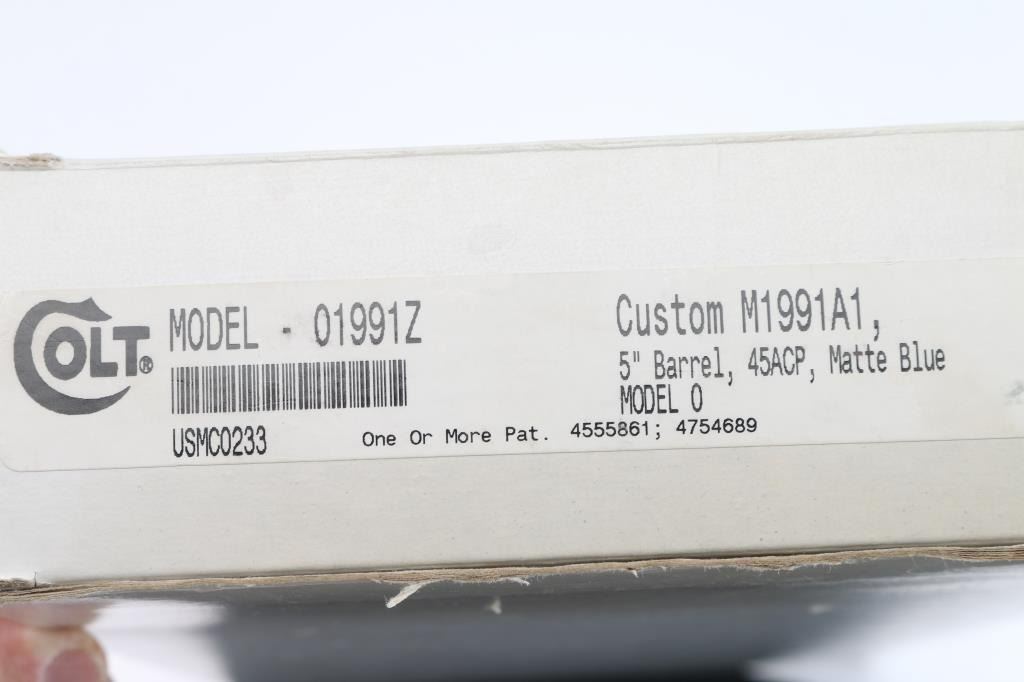 COLT®
MODEL - 01991Z
USMC0233
One Or More Pat. 4555861; 4754689
Custom M1991A1,
5" Barrel, 45ACP, Matte Blue
MODEL O